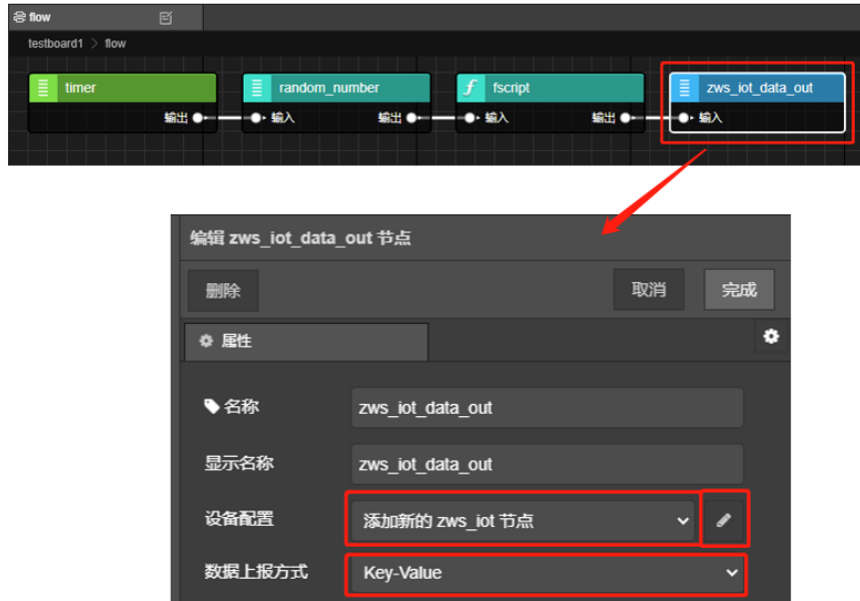 flow
testboard1 > flow
timer
random_number
fscript
zws_iot_data_out
输出
输入
输出
输入
输出
输入
编辑 zws_iot_data_out 节点
删除
取消
完成
属性
名称
zws_iot_data_out
显示名称
zws_iot_data_out
设备配置
添加新的 zws_iot 节点
数据上报方式
Key-Value